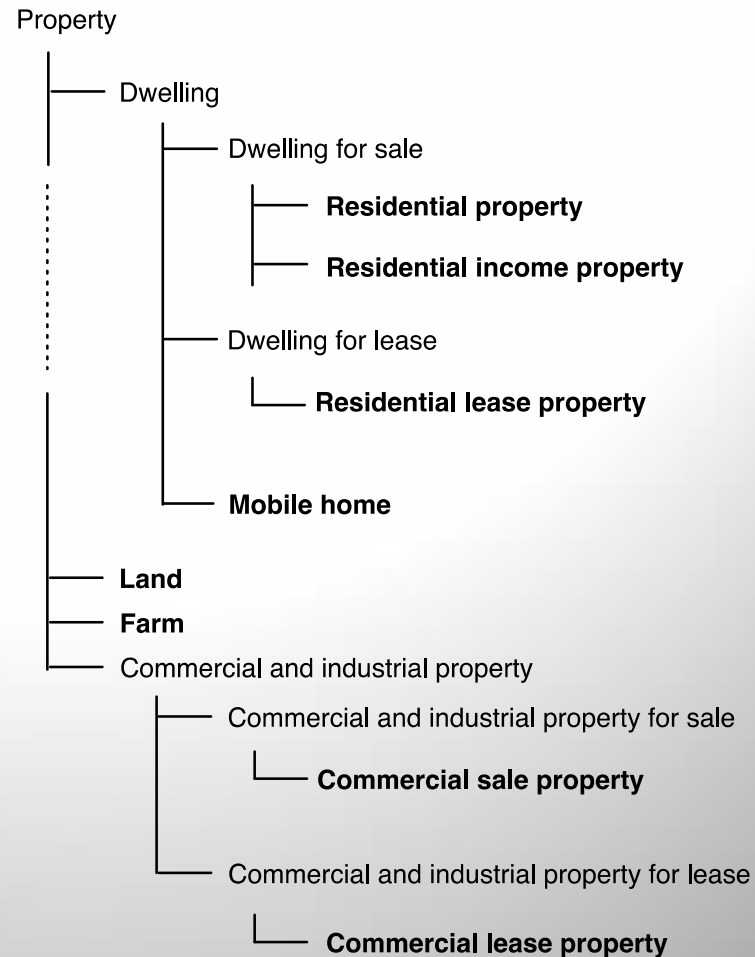 Property
Dwelling
Dwelling for sale
Residential property
Residential income property
Dwelling for lease
Residential lease property
Mobile home
Land
Farm
Commercial and industrial property
Commercial and industrial property for sale
Commercial sale property
Commercial and industrial property for lease
Commercial lease property